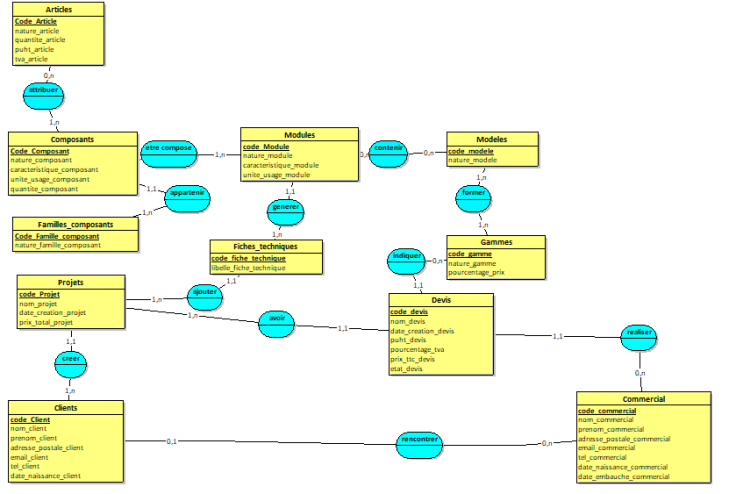 Articles
Code_Article
nature_article
quantite_article
puht_article
tva_article
0,n
attribuer
1,n
Composants
Code_Composant
nature_composant
caracteristique_composant
unite_usage_composant
quantite_composant
etre compose
1,n
Modules
code_Module
nature_module
caracteristique_module
unite_usage_module
0,n
contenir
0,n
Modeles
code_modele
nature_modele
1,1
appartenir
1,n
1,1
generer
1,n
1,n
former
1,n
Familles_composants
Code_Famille_composant
nature_famille_composant
Fiches_techniques
code_fiche_technique
libelle_fiche_technique
Gammes
code_gamme
nature_gamme
pourcentage_prix
indiquer
0,n
1,1
Projets
code_Projet
nom_projet
date_creation_projet
prix_total_projet
1,n
ajouter
1,1
1,n
avoir
1,1
Devis
code_devis
nom_devis
date_creation_devis
puht_devis
pourcentage_tva
prix_ttc_devis
etat_devis
1,1
realiser
0,n
1,1
creer
1,n
Clients
code_Client
nom_client
prenom_client
adresse_postale_client
email_client
tel_client
date_naissance_client
0,1
rencontrer
0,n
Commercial
code_commercial
nom_commercial
prenom_commercial
adresse_postale_commercial
email_commercial
tel_commercial
date_naissance_commercial
date_embauche_commercial